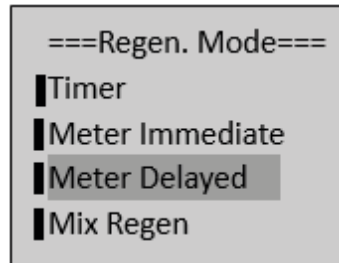 ===Regen. Mode===
Timer
Meter Immediate
Meter Delayed
Mix Regen